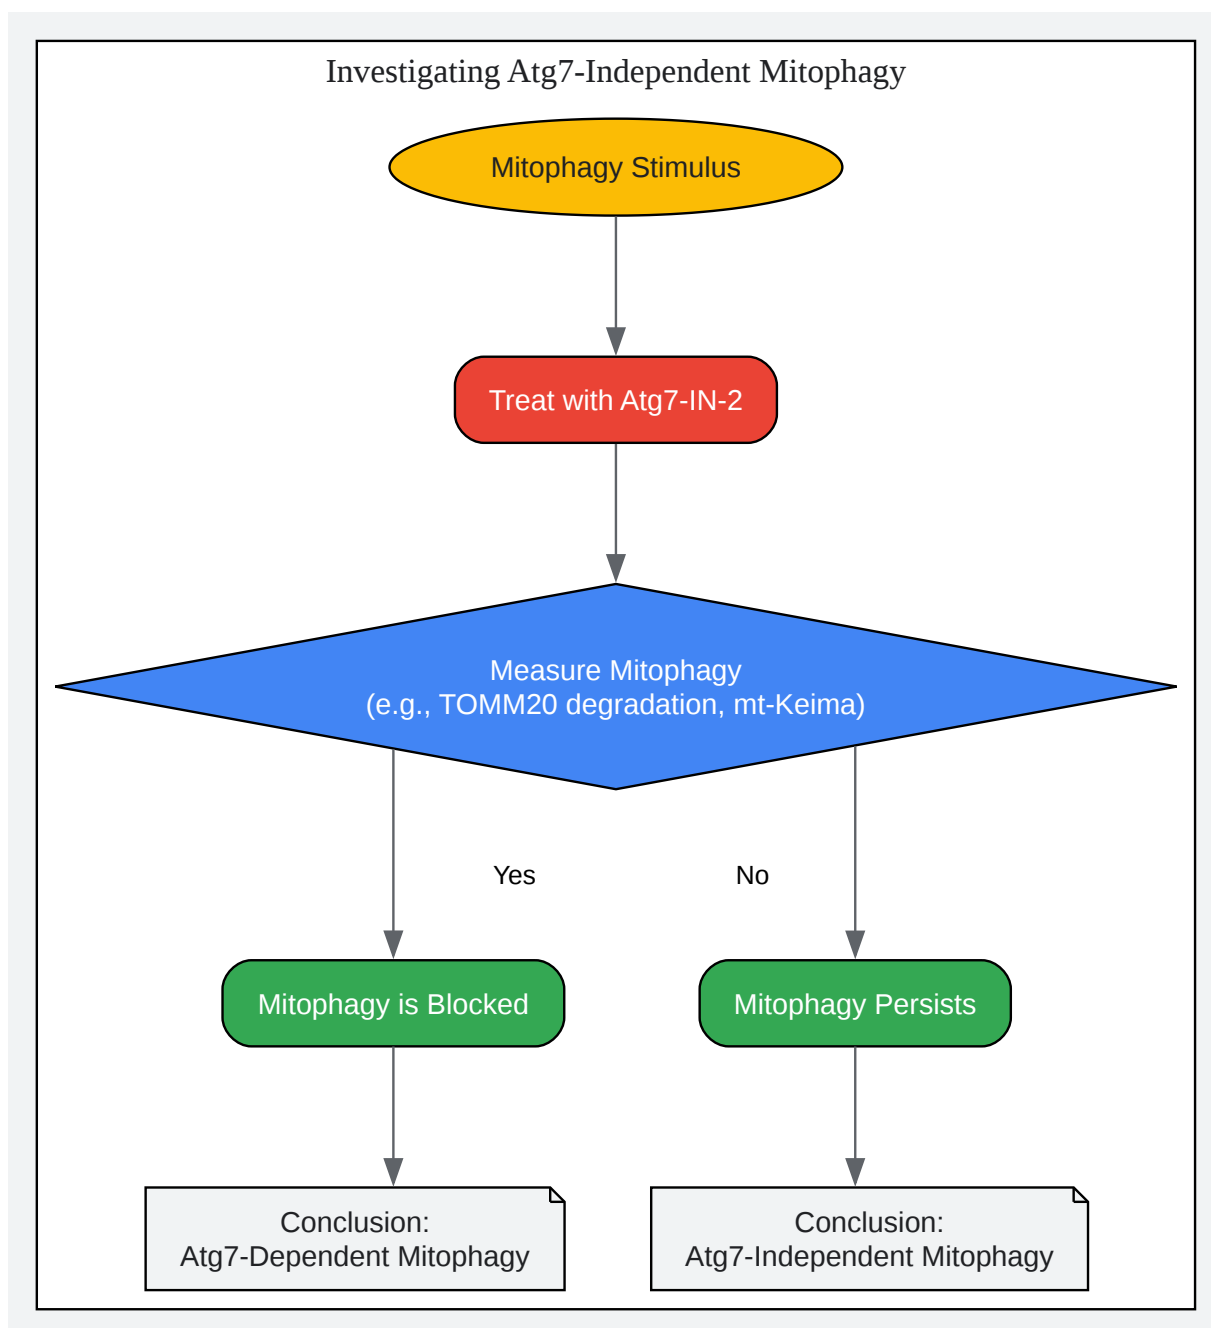 Investigating Atg7-Independent Mitophagy
Mitophagy Stimulus
Treat with Atg7-IN-2
Measure Mitophagy
(e.g., TOMM20 degradation, mt-Keima)
Yes
No
Mitophagy is Blocked
Mitophagy Persists
Conclusion:
Atg7-Dependent Mitophagy
Conclusion:
Atg7-Independent Mitophagy